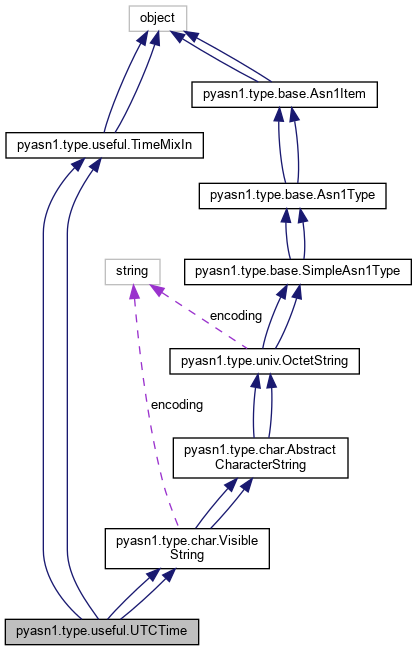 object
pyasn1.type.base.Asn1Item
pyasn1.type.useful.TimeMixIn
pyasn1.type.base.Asn1Type
string
pyasn1.type.base.SimpleAsn1Type
encoding
pyasn1.type.univ.OctetString
encoding
pyasn1.type.char.Abstract
CharacterString
pyasn1.type.char.Visible
String
pyasn1.type.useful.UTCTime